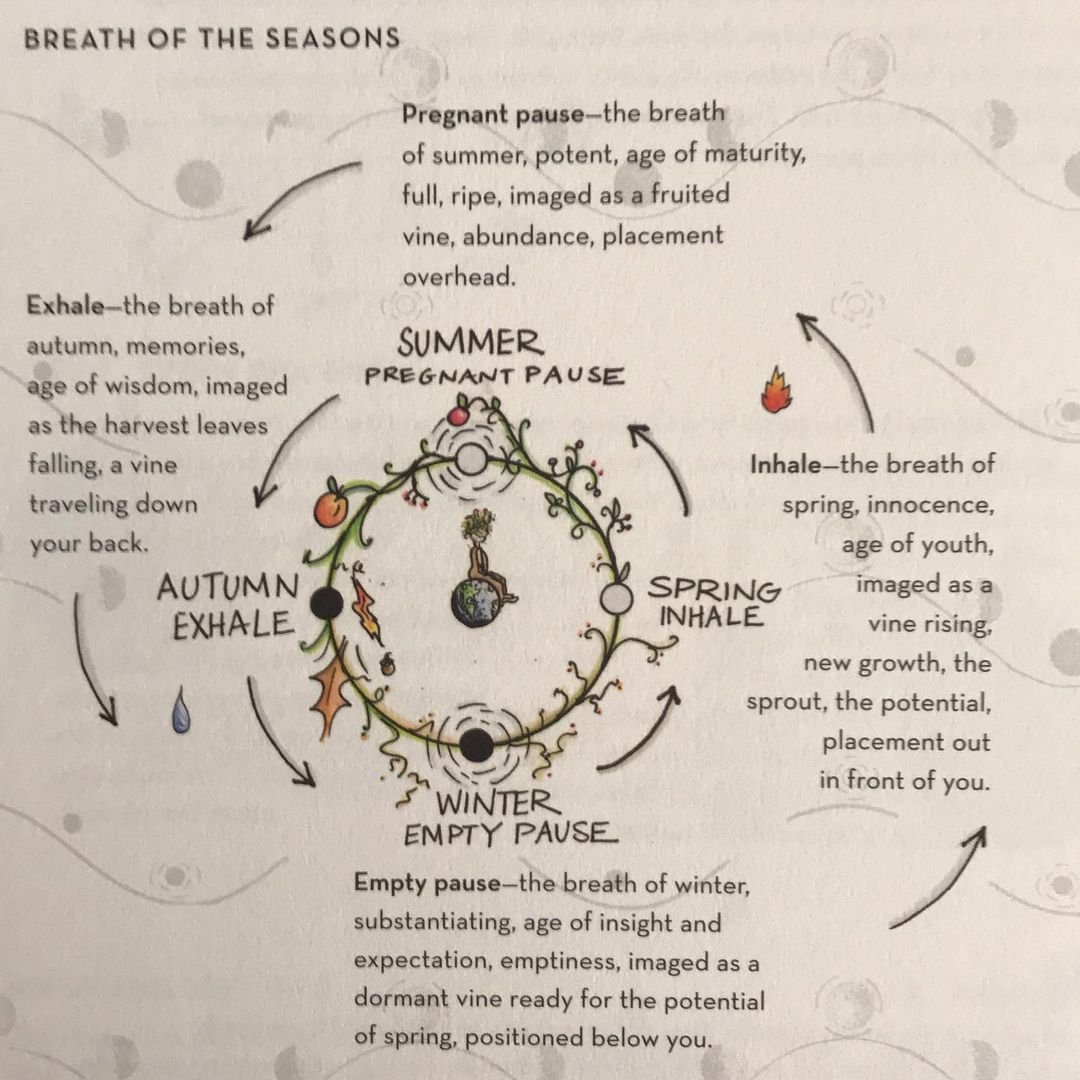 BREATH OF THE SEASONS
Pregnant pause—the breath
of summer, potent, age of maturity,
full, ripe, imaged as a fruited
vine, abundance, placement
overhead.
Exhale—the breath of
autumn, memories,
age of wisdom, imaged
as the harvest leaves
falling, a vine
traveling down
your back.
SUMMER
PREGNANT PAUSE
Inhale—the breath of
spring, innocence,
age of youth,
imaged as a
vine rising,
new growth, the
sprout, the potential,
placement out
in front of you.
AUTUMN
EXHALE
SPRING
INHALE
WINTER
EMPTY PAUSE
Empty pause—the breath of winter,
substantiating, age of insight and
expectation, emptiness, imaged as a
dormant vine ready for the potential
of spring, positioned below you.